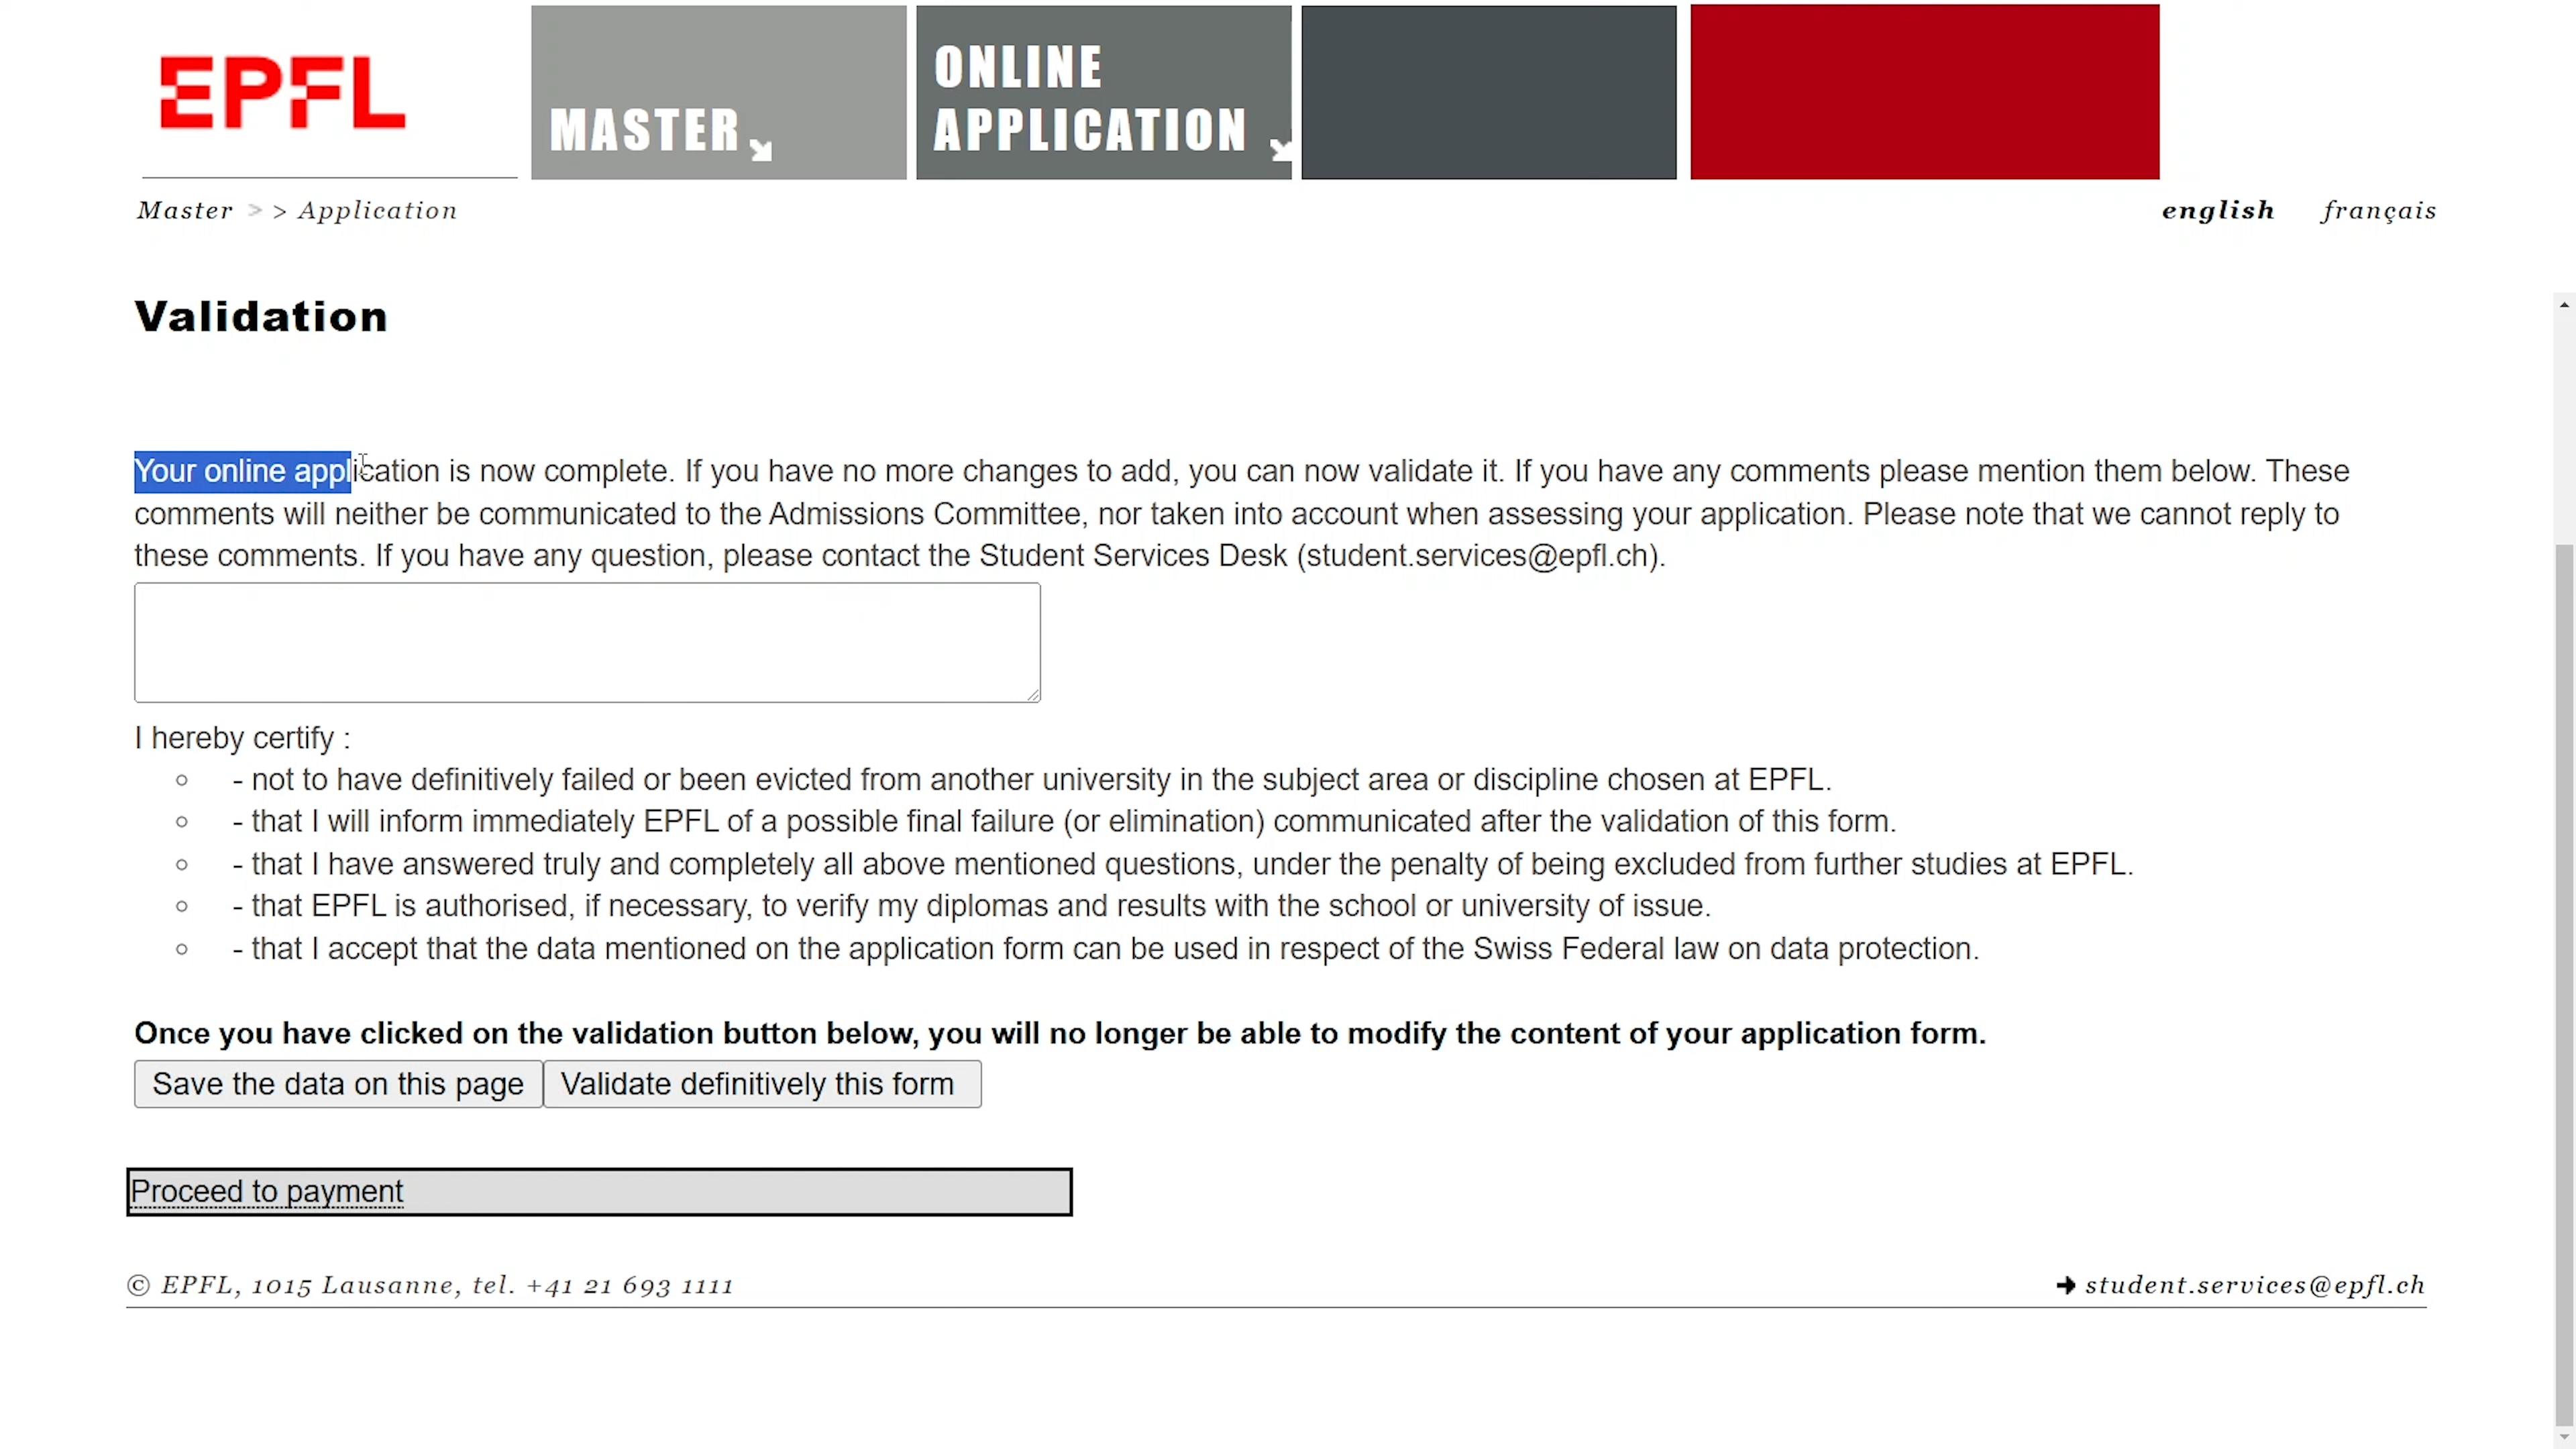 EPFL
MASTER
ONLINE
APPLICATION
Master > > Application
english français
Validation
Your online application is now complete. If you have no more changes to add, you can now validate it. If you have any comments please mention them below. These
comments will neither be communicated to the Admissions Committee, nor taken into account when assessing your application. Please note that we cannot reply to
these comments. If you have any question, please contact the Student Services Desk (student.services@epfl.ch).
I hereby certify :
- not to have definitively failed or been evicted from another university in the subject area or discipline chosen at EPFL.
- that I will inform immediately EPFL of a possible final failure (or elimination) communicated after the validation of this form.
- that I have answered truly and completely all above mentioned questions, under the penalty of being excluded from further studies at EPFL.
- that EPFL is authorised, if necessary, to verify my diplomas and results with the school or university of issue.
- that I accept that the data mentioned on the application form can be used in respect of the Swiss Federal law on data protection.
Once you have clicked on the validation button below, you will no longer be able to modify the content of your application form.
Save the data on this page Validate definitively this form
Proceed to payment
© EPFL, 1015 Lausanne, tel. +41 21 693 1111
student.services@epfl.ch